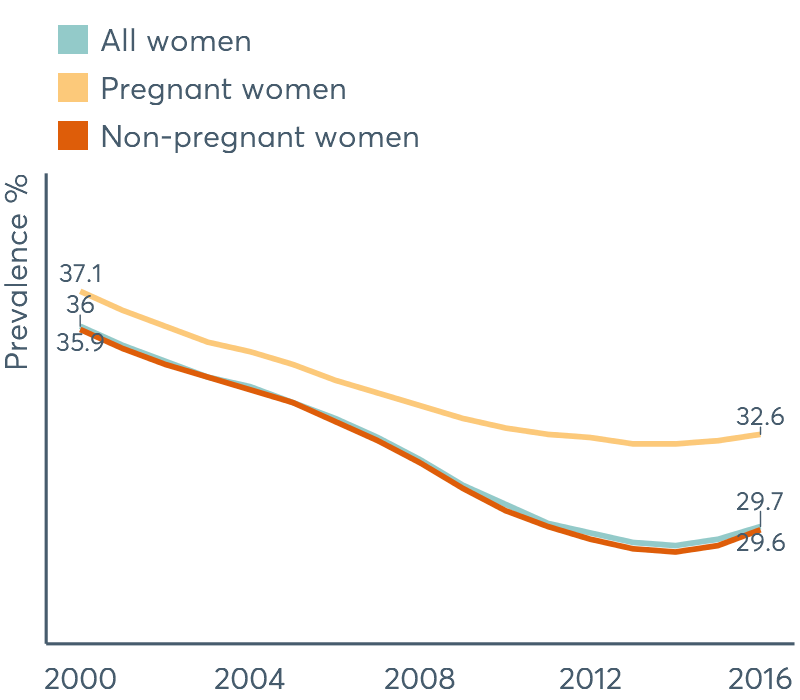 All women
Pregnant women
Non-pregnant women
Prevalence %
37.1
36
35.9
32.6
29.7
29.6
2000 2004 2008 2012 2016